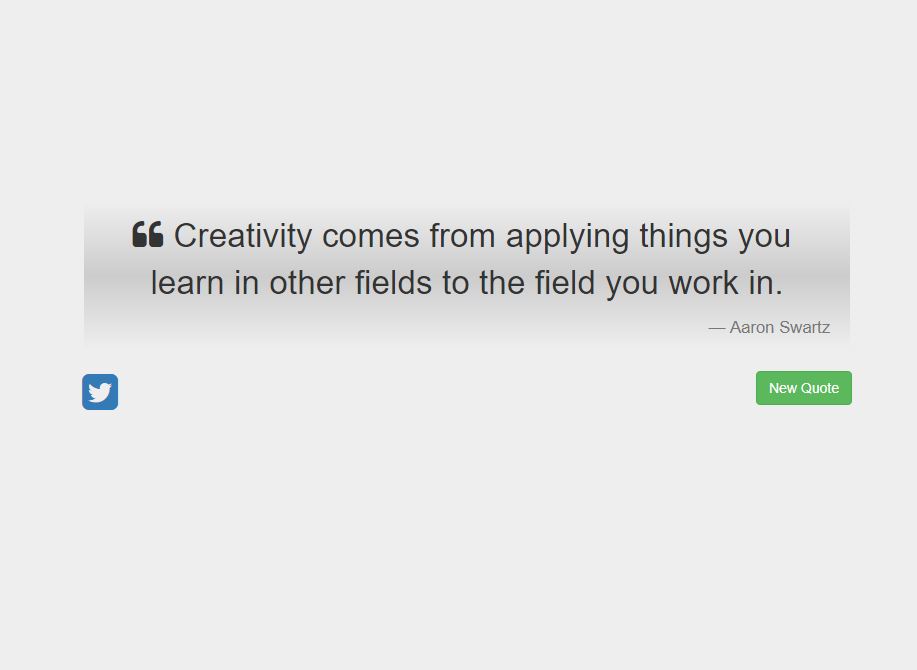 ❝ Creativity comes from applying things you
learn in other fields to the field you work in.
— Aaron Swartz
New Quote